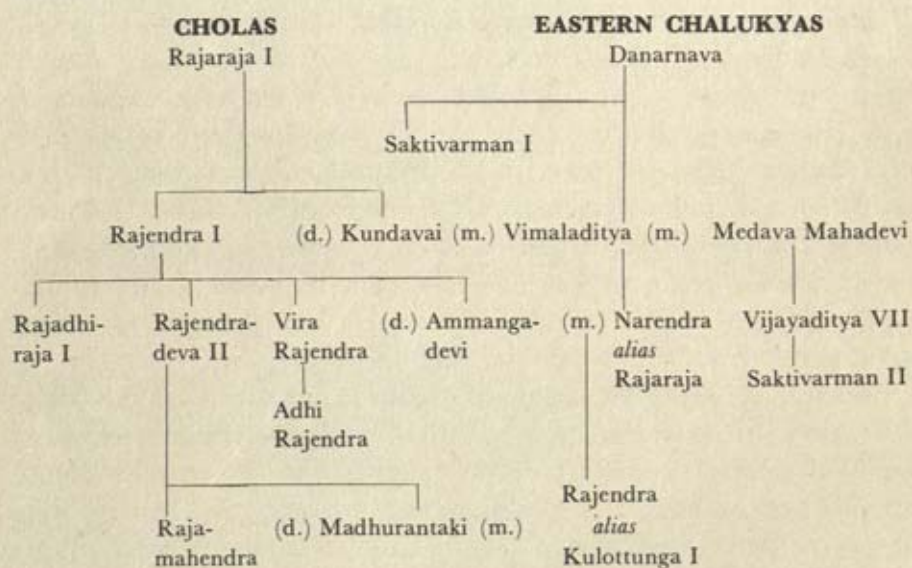 CHOLAS EASTERN CHALUKYAS
Rajaraja I Danarnava
Saktivarman I
Rajendra I (d.) Kundavai (m.) Vimaladitya (m.) Medava Mahadevi
Rajadhi- Rajendra- Vira (d.) Ammanga- (m.) Narendra Vijayaditya VII
raja I deva II Rajendra devi alias
Rajaraja Saktivarman II
Adhi
Rajendra
Rajendra
Raja- (d.) Madhurantaki (m.) alias
mahendra Kulottunga I